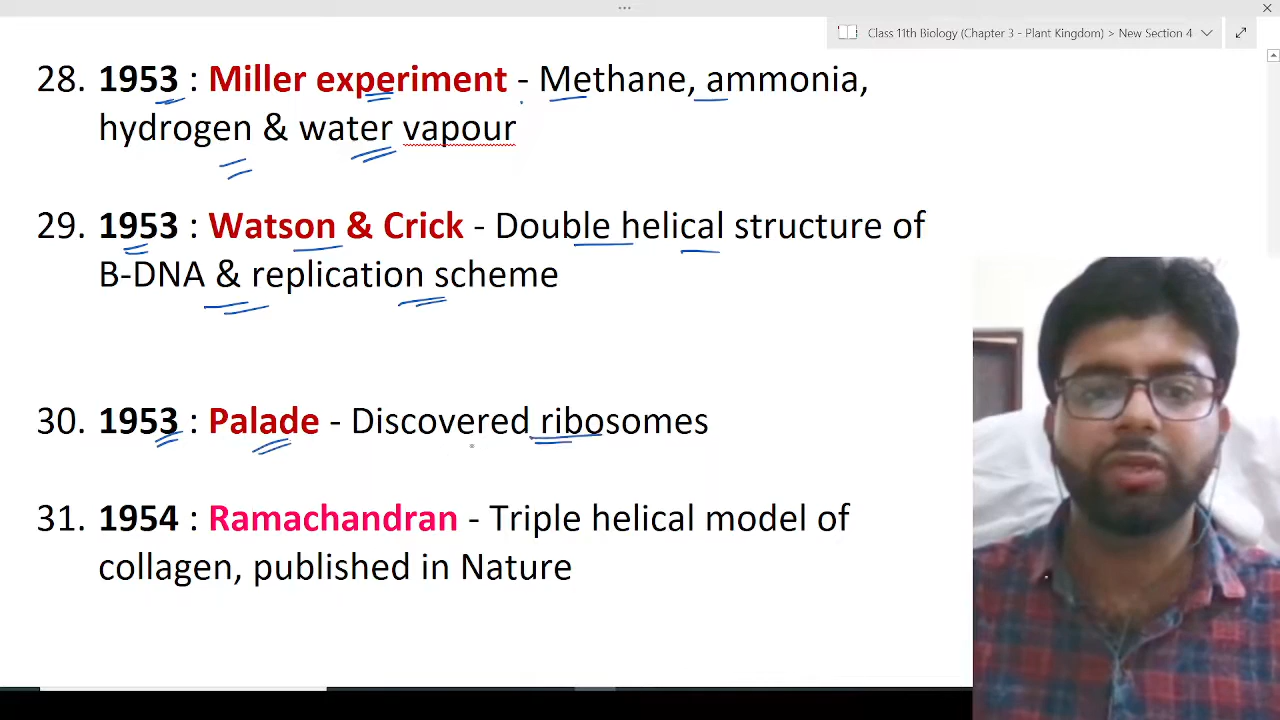 Class 11th Biology (Chapter 3 - Plant Kingdom) > New Section 4
28. 1953 : Miller experiment - Methane, ammonia,
hydrogen & water vapour
29. 1953 : Watson & Crick - Double helical structure of
B-DNA & replication scheme
30. 1953 : Palade - Discovered ribosomes
31. 1954 : Ramachandran - Triple helical model of
collagen, published in Nature